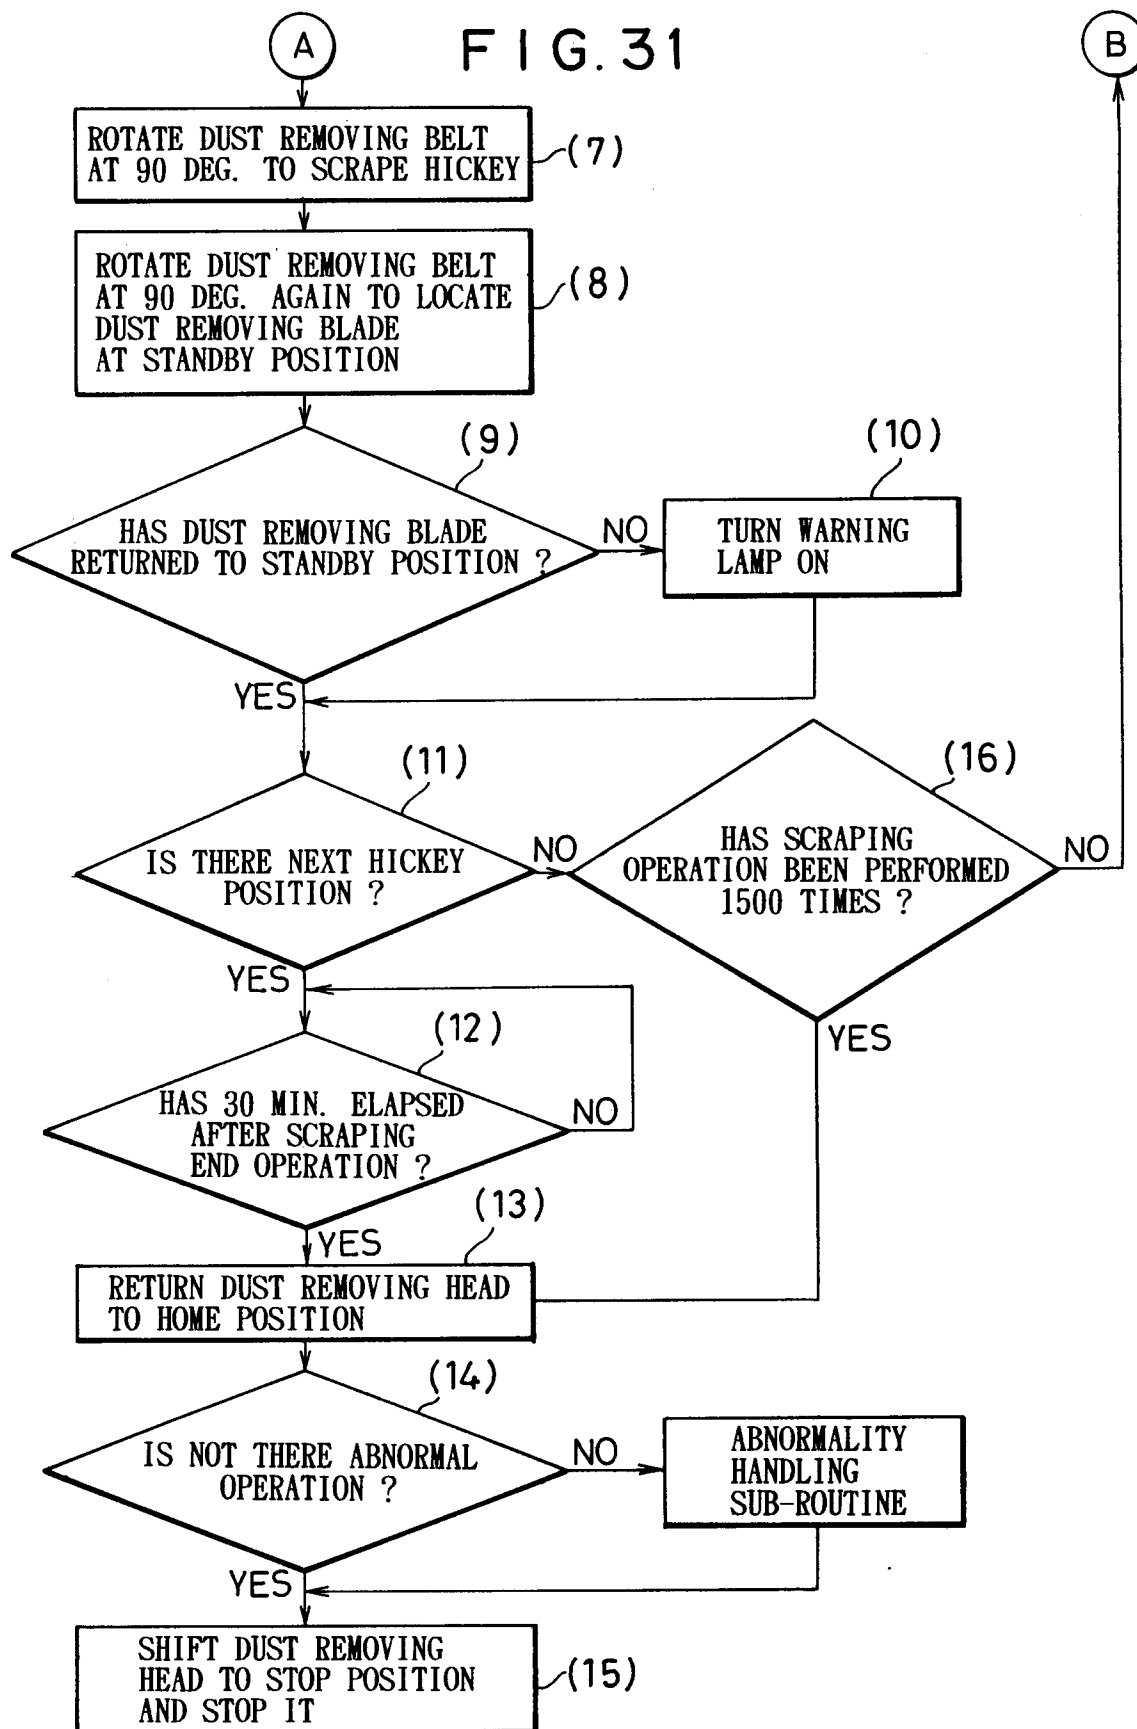 A
FIG. 31
B
ROTATE DUST REMOVING BELT
AT 90 DEG. TO SCRAPE HICKEY
(7)
ROTATE DUST REMOVING BELT
AT 90 DEG. AGAIN TO LOCATE
DUST REMOVING BLADE
AT STANDBY POSITION
(8)
(9)
HAS DUST REMOVING BLADE
RETURNED TO STANDBY POSITION ?
NO
(10)
TURN WARNING
LAMP ON
YES
(11)
IS THERE NEXT HICKEY
POSITION ?
NO
(16)
HAS SCRAPING
OPERATION BEEN PERFORMED
1500 TIMES ?
NO
YES
YES
(12)
HAS 30 MIN. ELAPSED
AFTER SCRAPING
END OPERATION ?
NO
YES
(13)
RETURN DUST REMOVING HEAD
TO HOME POSITION
(14)
IS NOT THERE ABNORMAL
OPERATION ?
NO
ABNORMALITY
HANDLING
SUB-ROUTINE
YES
SHIFT DUST REMOVING
HEAD TO STOP POSITION
AND STOP IT
(15)